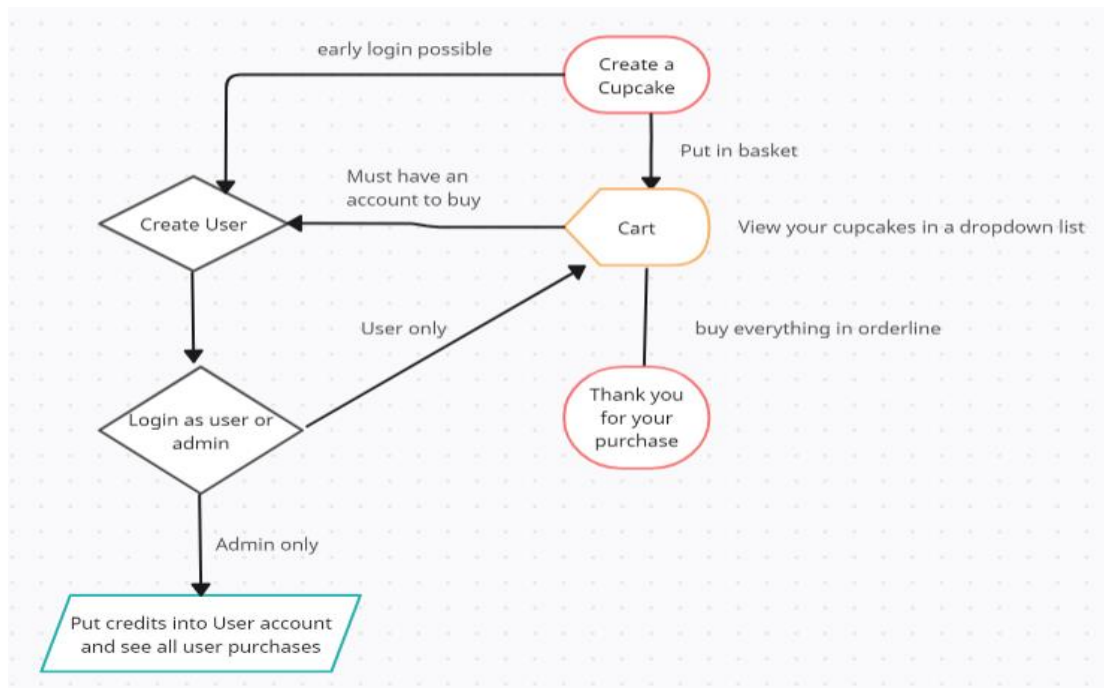 early login possible
Create a
Cupcake
Put in basket
Must have an
account to buy
Create User
Cart
View your cupcakes in a dropdown list
User only
buy everything in orderline
Thank you
for your
purchase
Login as user or
admin
Admin only
Put credits into User account
and see all user purchases